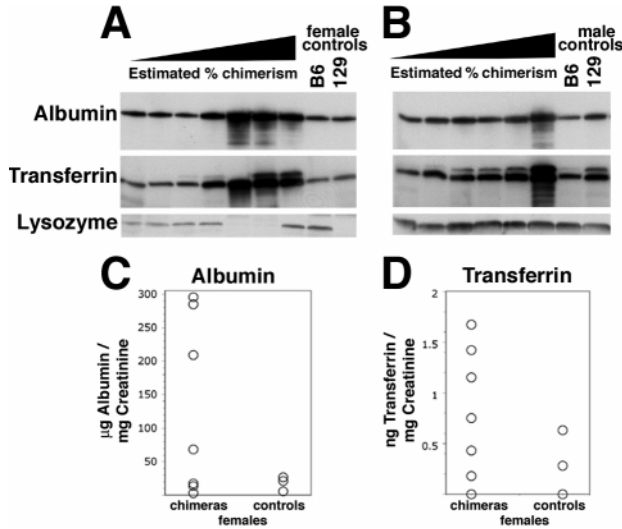 A
female
controls
Estimated % chimerism
B6
129
B
male
controls
Estimated % chimerism
B6
129
Albumin
Transferrin
Lysozyme
C
Albumin
300
250
200
150
100
50
µg Albumin /
mg Creatinine
chimeras
controls
females
D
Transferrin
2
1.5
1
0.5
0
ng Transferrin /
mg Creatinine
chimeras
controls
females